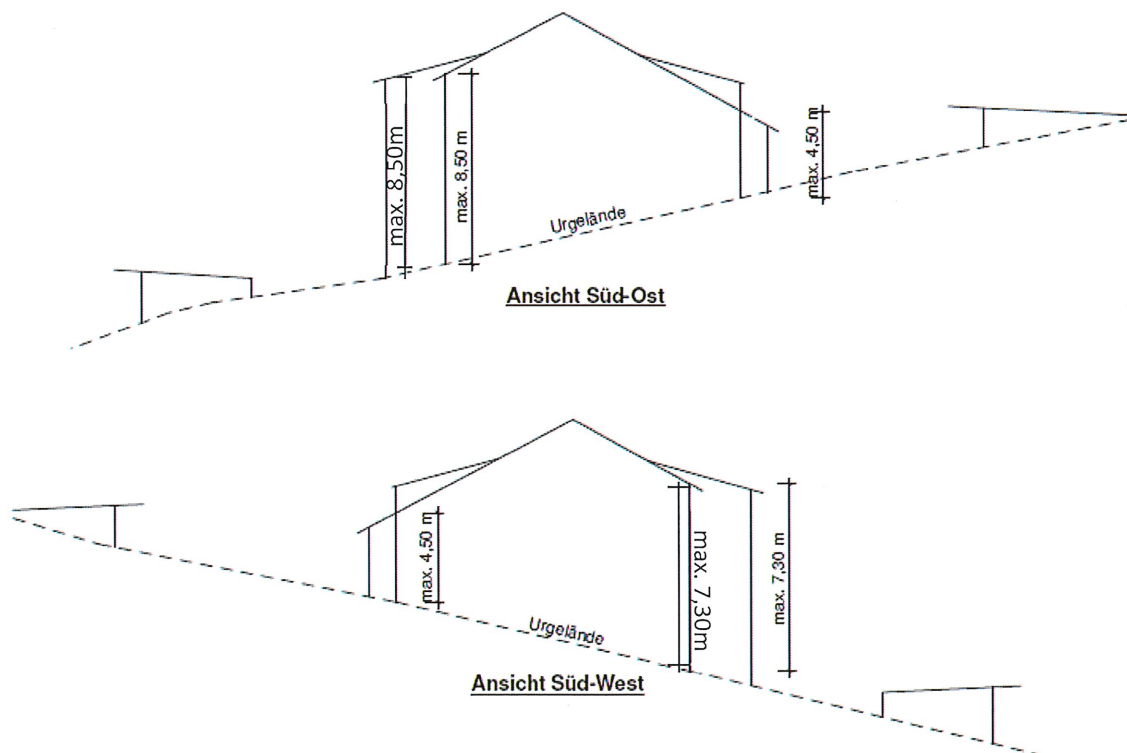 max. 8,50m
max. 8,50 m
max. 4,50 m
Urgelände
Ansicht Süd-Ost
max. 4,50 m
max. 7,30m
max. 7,30 m
Urgelände
Ansicht Süd-West